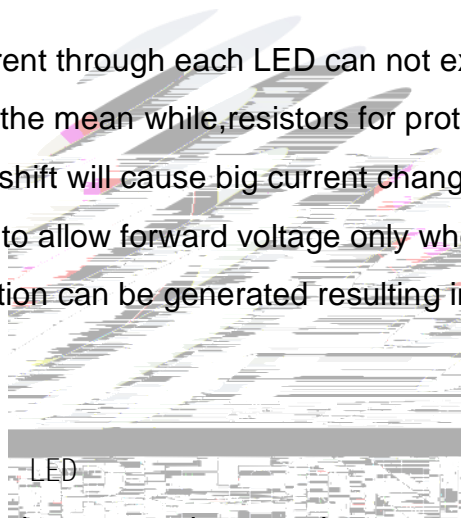 rent through each LED can not ex
the mean while,resistors for prot
shift will cause big current chang
to allow forward voltage only whe
tion can be generated resulting i
LED